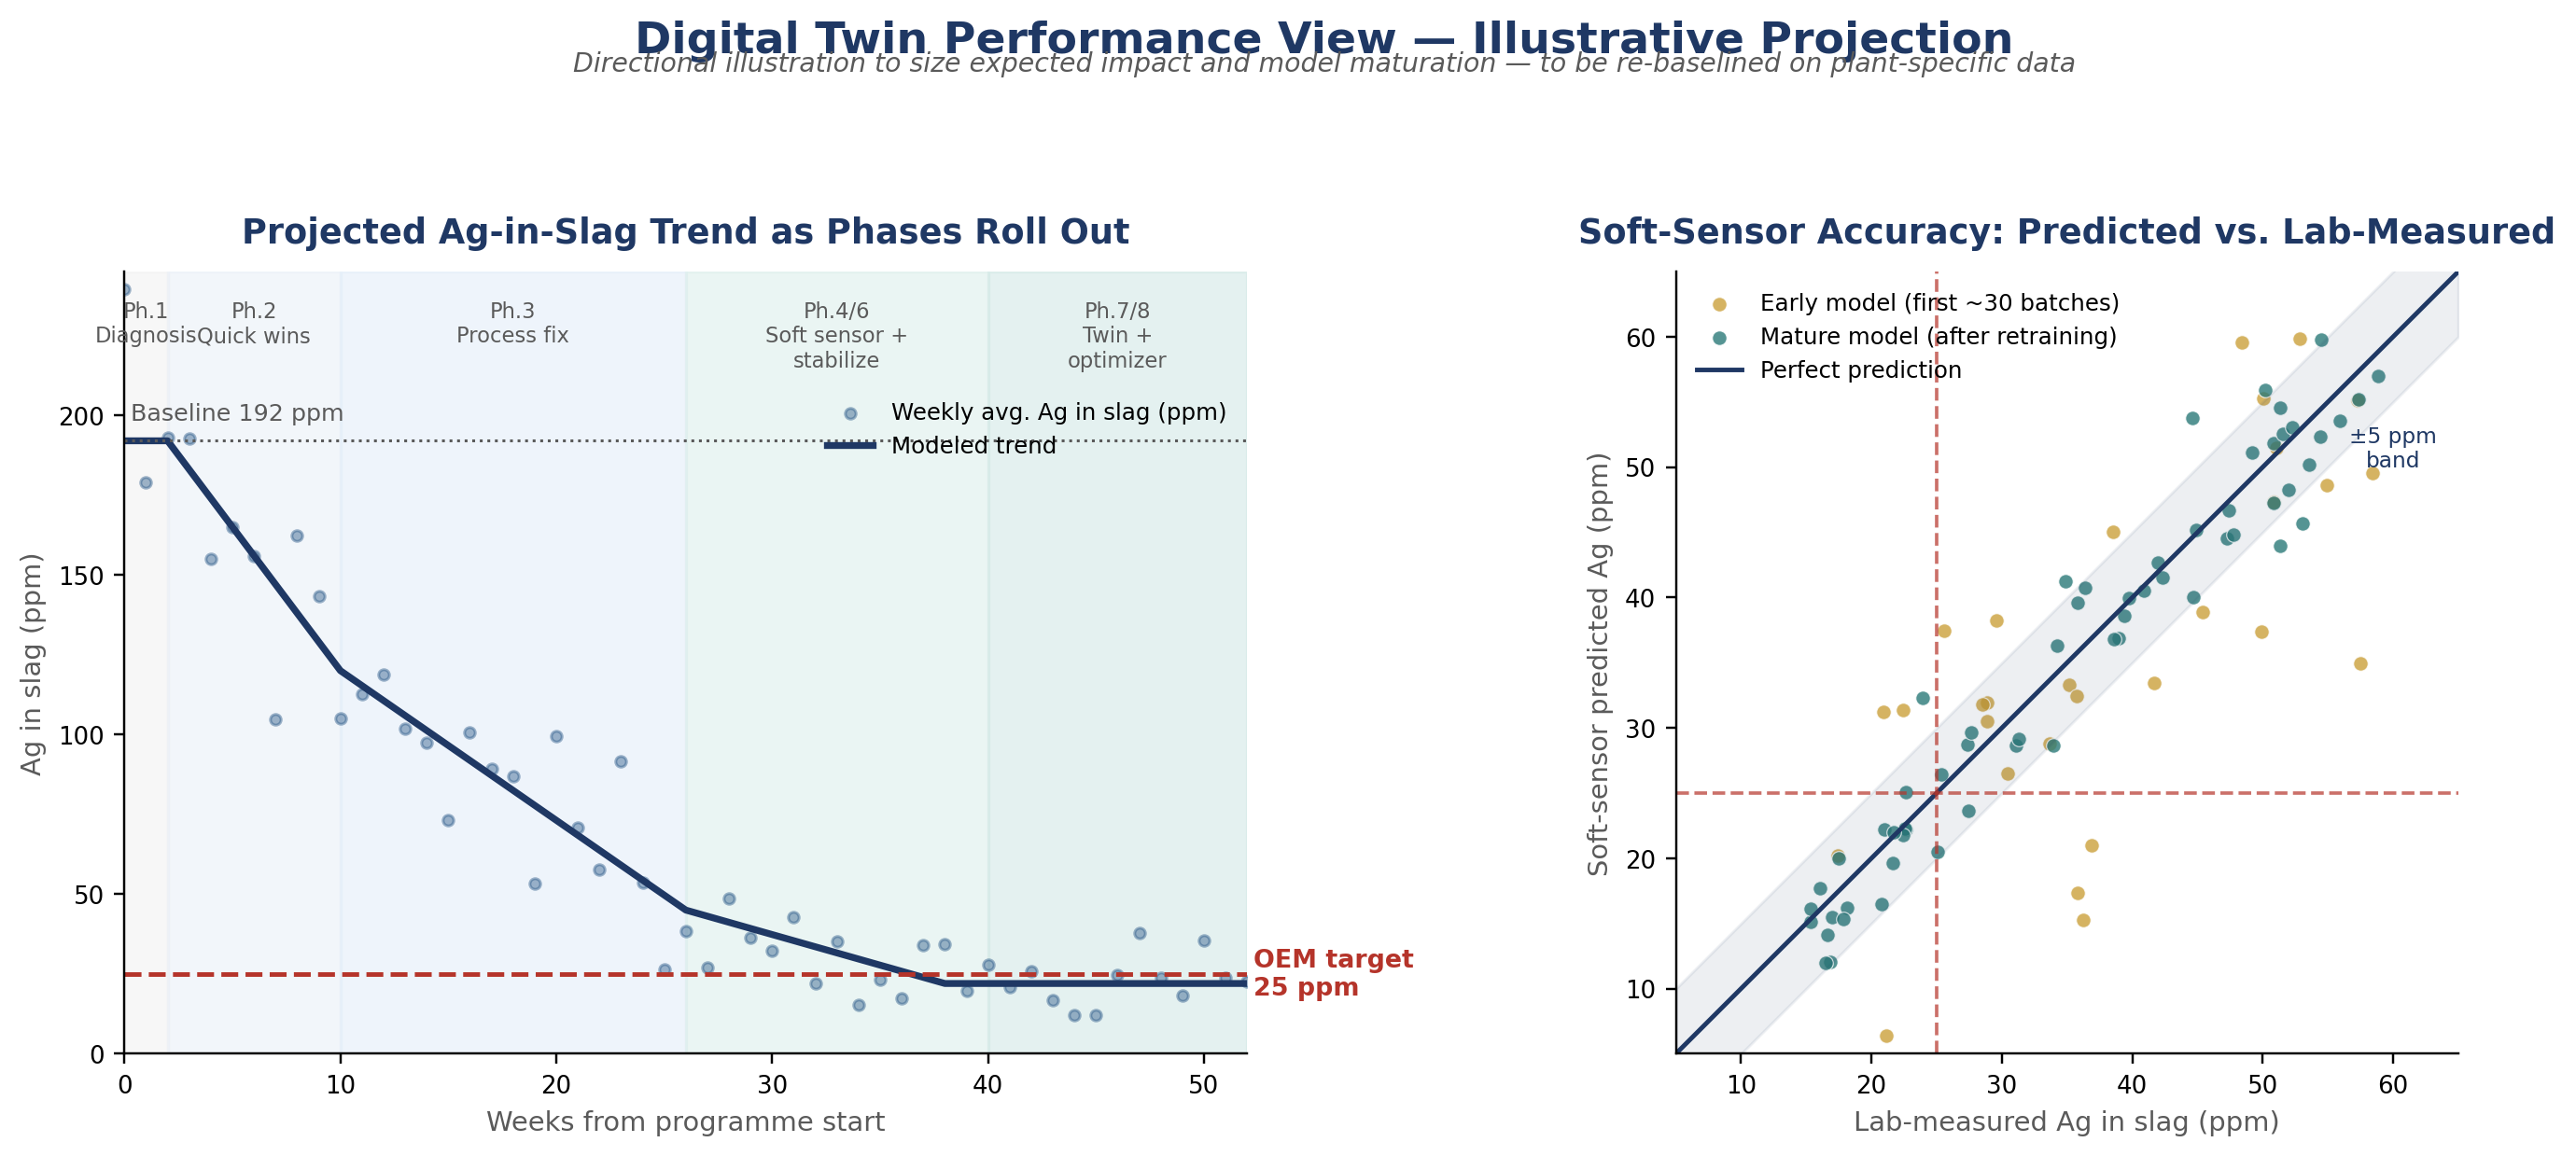 Digital Twin Performance View — Illustrative Projection
Directional illustration to size expected impact and model maturation — to be re-baselined on plant-specific data
Projected Ag-in-Slag Trend as Phases Roll Out
Ph.1
Diagnosis
Ph.2
Quick wins
Ph.3
Process fix
Ph.4/6
Soft sensor +
stabilize
Ph.7/8
Twin +
optimizer
Baseline 192 ppm
Weekly avg. Ag in slag (ppm)
Modeled trend
OEM target
25 ppm
Ag in slag (ppm)
200
150
100
50
0
0
10
20
30
40
50
Weeks from programme start
Soft-Sensor Accuracy: Predicted vs. Lab-Measured
Early model (first ~30 batches)
Mature model (after retraining)
Perfect prediction
±5 ppm
band
Soft-sensor predicted Ag (ppm)
60
50
40
30
20
10
10
20
30
40
50
60
Lab-measured Ag in slag (ppm)